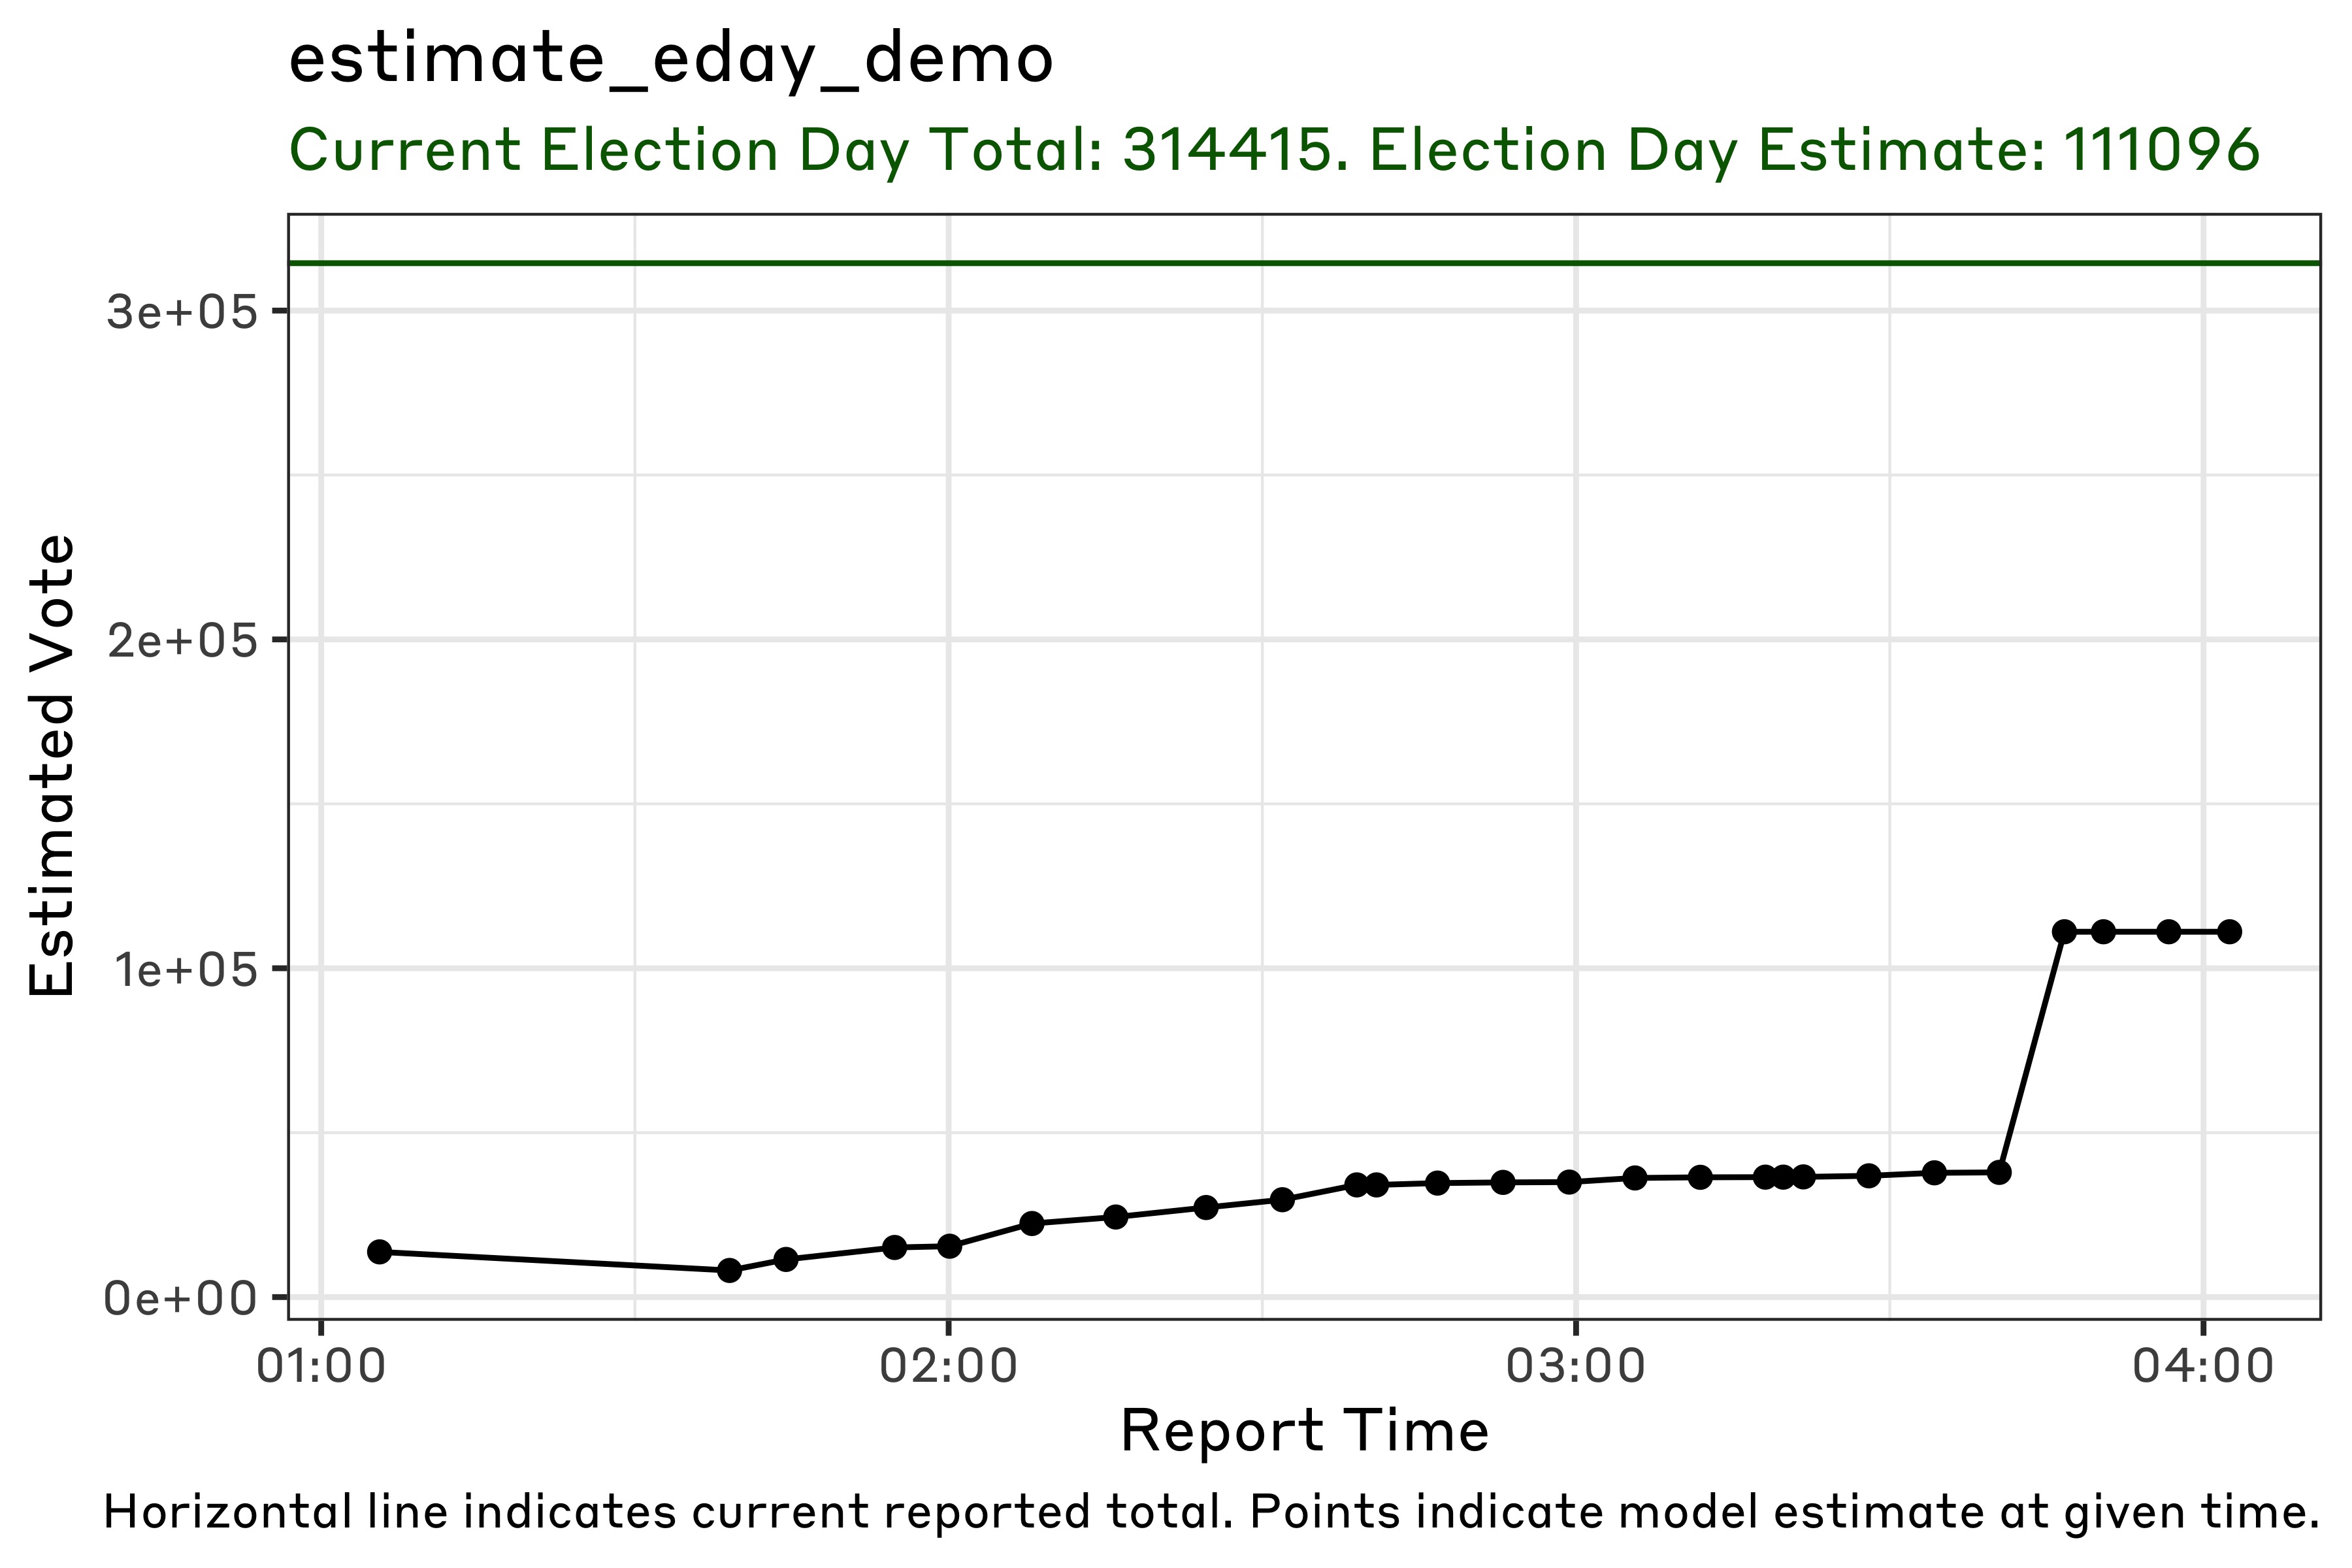 estimate_eday_demo
Current Election Day Total: 314415. Election Day Estimate: 111096
3e+05
2e+05
1e+05
0e+00
Estimated Vote
01:00 02:00 03:00 04:00
Report Time
Horizontal line indicates current reported total. Points indicate model estimate at given time.